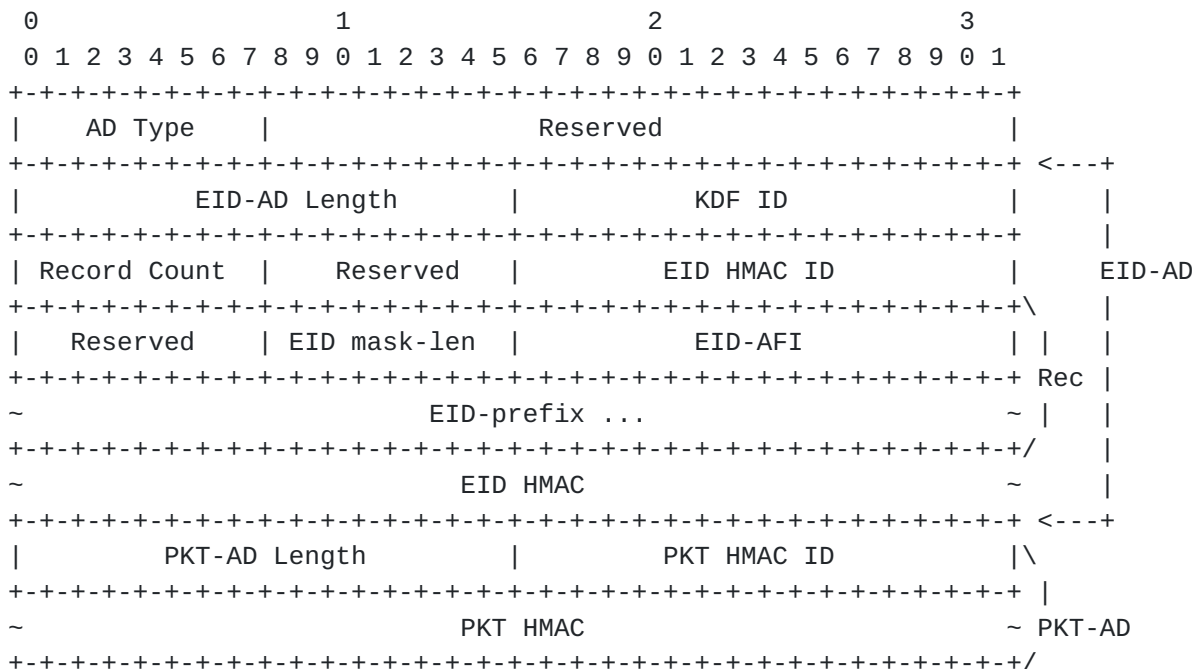 0                   1                   2                   3
 0 1 2 3 4 5 6 7 8 9 0 1 2 3 4 5 6 7 8 9 0 1 2 3 4 5 6 7 8 9 0 1
+-+-+-+-+-+-+-+-+-+-+-+-+-+-+-+-+-+-+-+-+-+-+-+-+-+-+-+-+-+-+-+-+
|    AD Type    |                 Reserved                      |
+-+-+-+-+-+-+-+-+-+-+-+-+-+-+-+-+-+-+-+-+-+-+-+-+-+-+-+-+-+-+-+-+ <---+
|           EID-AD Length       |           KDF ID              |     |
+-+-+-+-+-+-+-+-+-+-+-+-+-+-+-+-+-+-+-+-+-+-+-+-+-+-+-+-+-+-+-+-+     |
| Record Count  |    Reserved   |         EID HMAC ID           |     EID-AD
+-+-+-+-+-+-+-+-+-+-+-+-+-+-+-+-+-+-+-+-+-+-+-+-+-+-+-+-+-+-+-+-+\    |
|   Reserved    | EID mask-len  |           EID-AFI             | |   |
+-+-+-+-+-+-+-+-+-+-+-+-+-+-+-+-+-+-+-+-+-+-+-+-+-+-+-+-+-+-+-+-+ Rec |
~                          EID-prefix ...                       ~ |   |
+-+-+-+-+-+-+-+-+-+-+-+-+-+-+-+-+-+-+-+-+-+-+-+-+-+-+-+-+-+-+-+-+/    |
~                            EID HMAC                           ~     |
+-+-+-+-+-+-+-+-+-+-+-+-+-+-+-+-+-+-+-+-+-+-+-+-+-+-+-+-+-+-+-+-+ <---+
|         PKT-AD Length         |         PKT HMAC ID           |\
+-+-+-+-+-+-+-+-+-+-+-+-+-+-+-+-+-+-+-+-+-+-+-+-+-+-+-+-+-+-+-+-+ |
~                            PKT HMAC                           ~ PKT-AD
+-+-+-+-+-+-+-+-+-+-+-+-+-+-+-+-+-+-+-+-+-+-+-+-+-+-+-+-+-+-+-+-+/